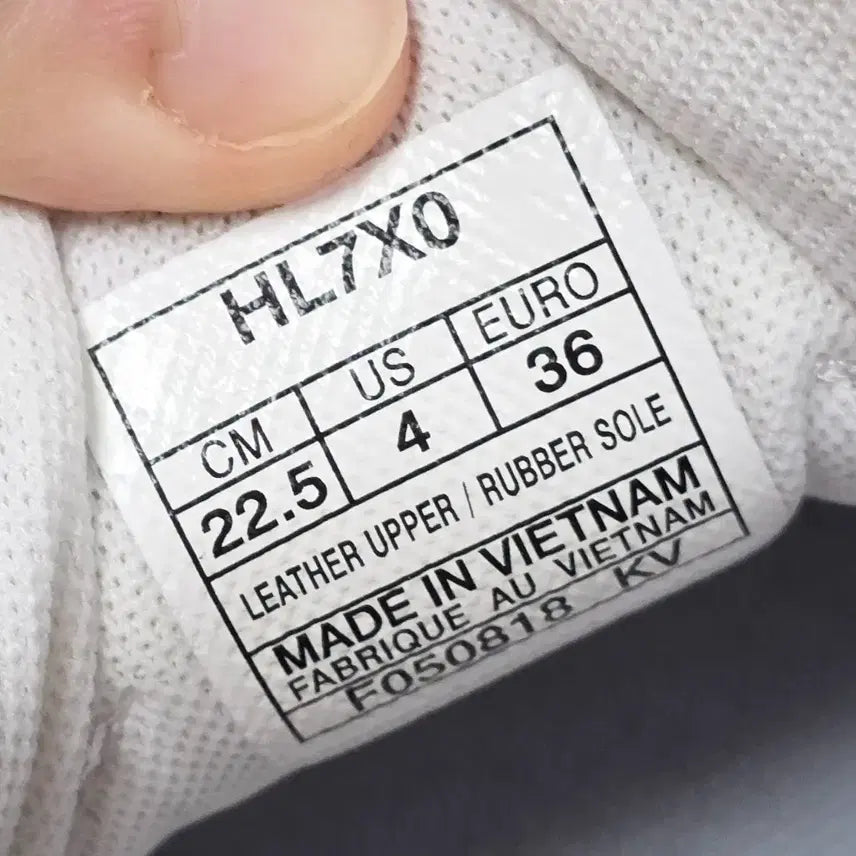 HL7X0
CM US EURO
22.5 4 36
LEATHER UPPER / RUBBER SOLE
MADE IN VIETNAM
FABRIQUE AU VIETNAM
F050818 KV